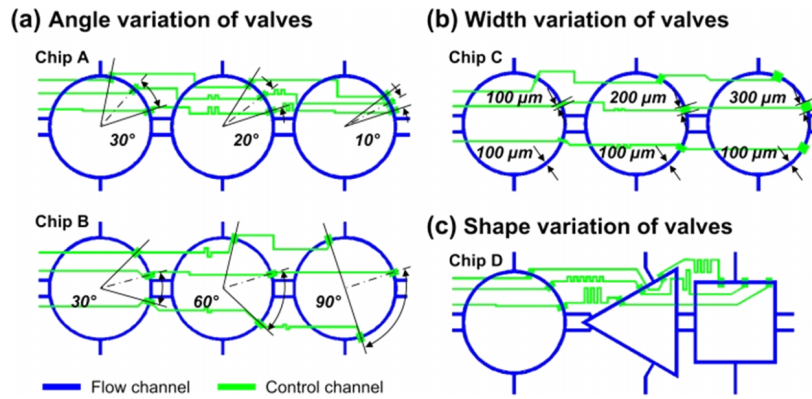 (a) Angle variation of valves
Chip A
30°
20°
10°
Chip B
30°
60°
90°
Flow channel
Control channel
(b) Width variation of valves
Chip C
100 µm
200 µm
300 µm
100 µm
100 µm
100 µm
(c) Shape variation of valves
Chip D